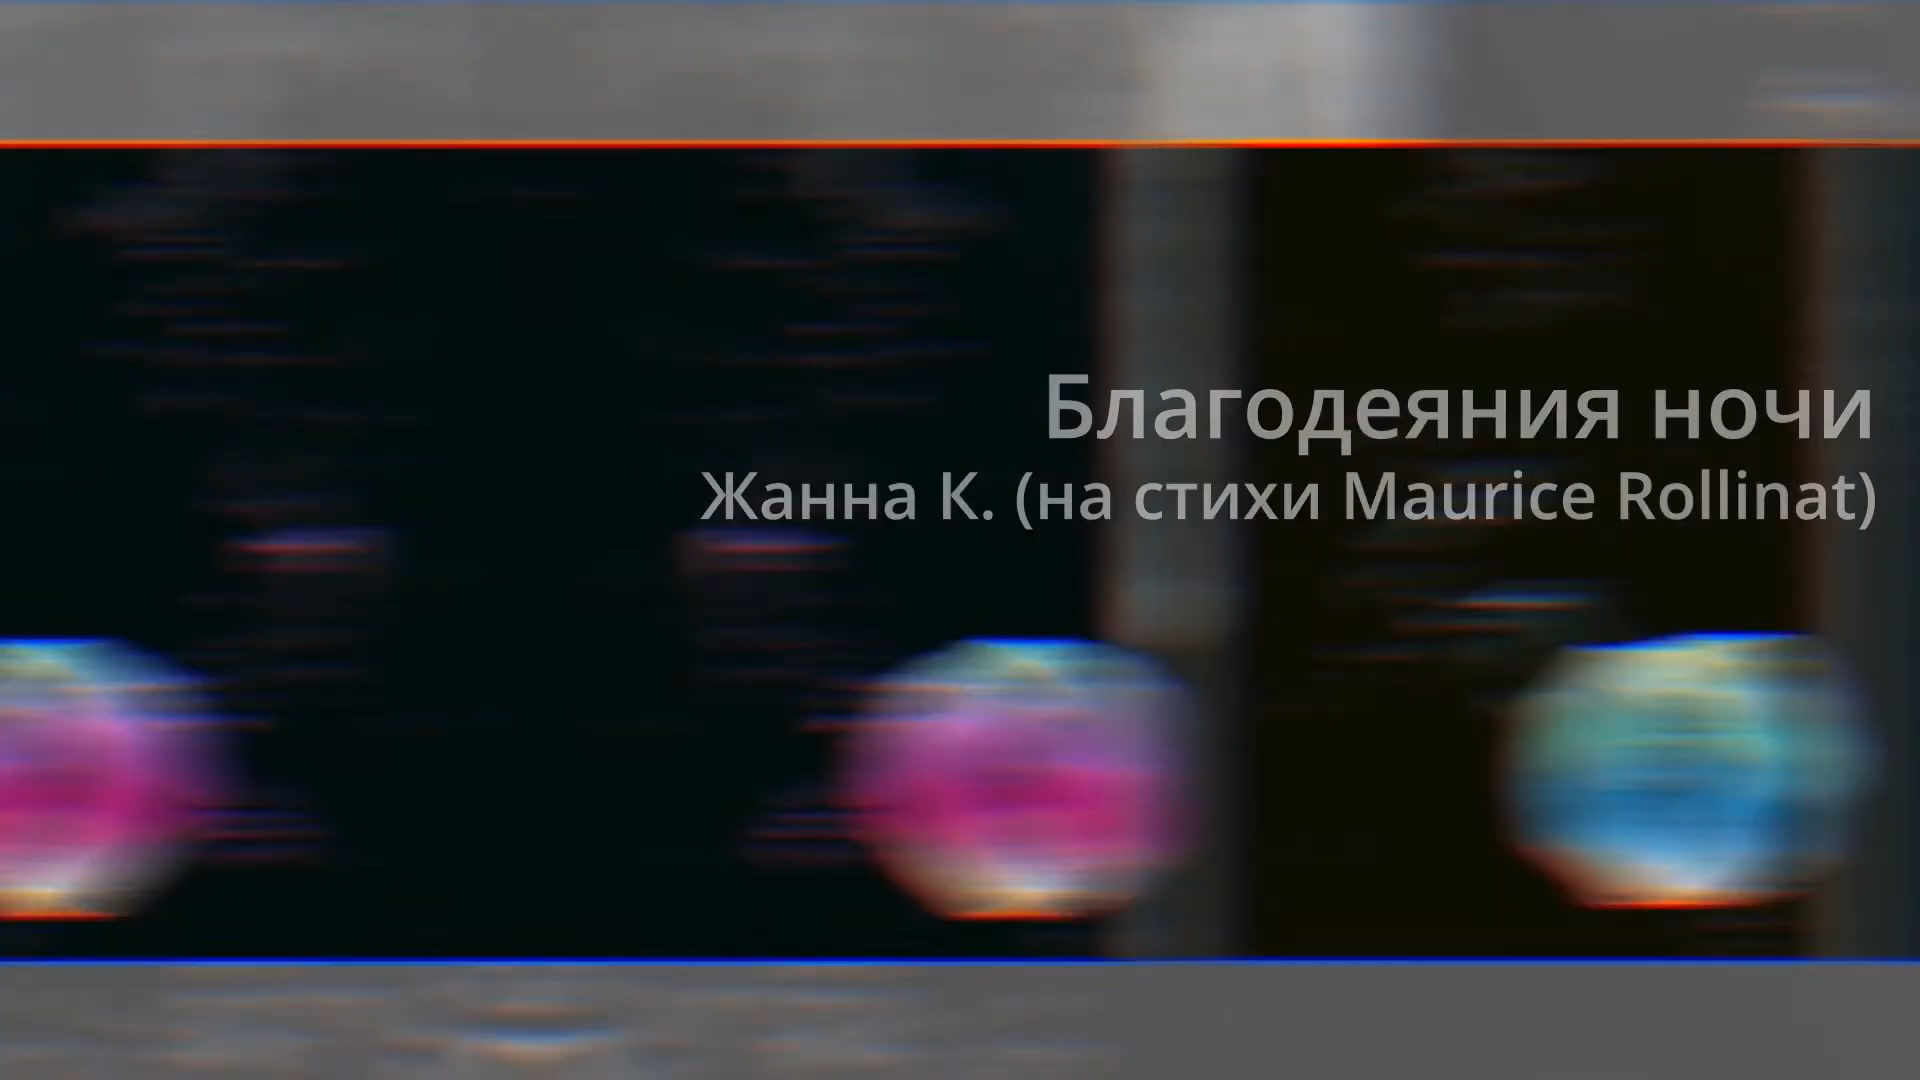 Благодеяния ночи
Жанна К. (на стихи Maurice Rollinat)